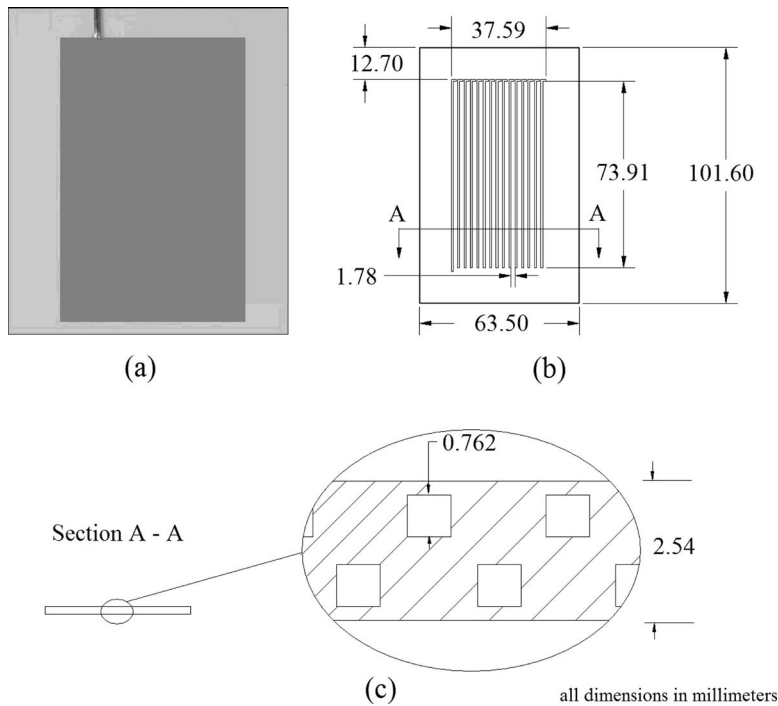 37.59
12.70
73.91
101.60
A
A
1.78
63.50
(a)
(b)
0.762
Section A - A
2.54
(c)
all dimensions in millimeters